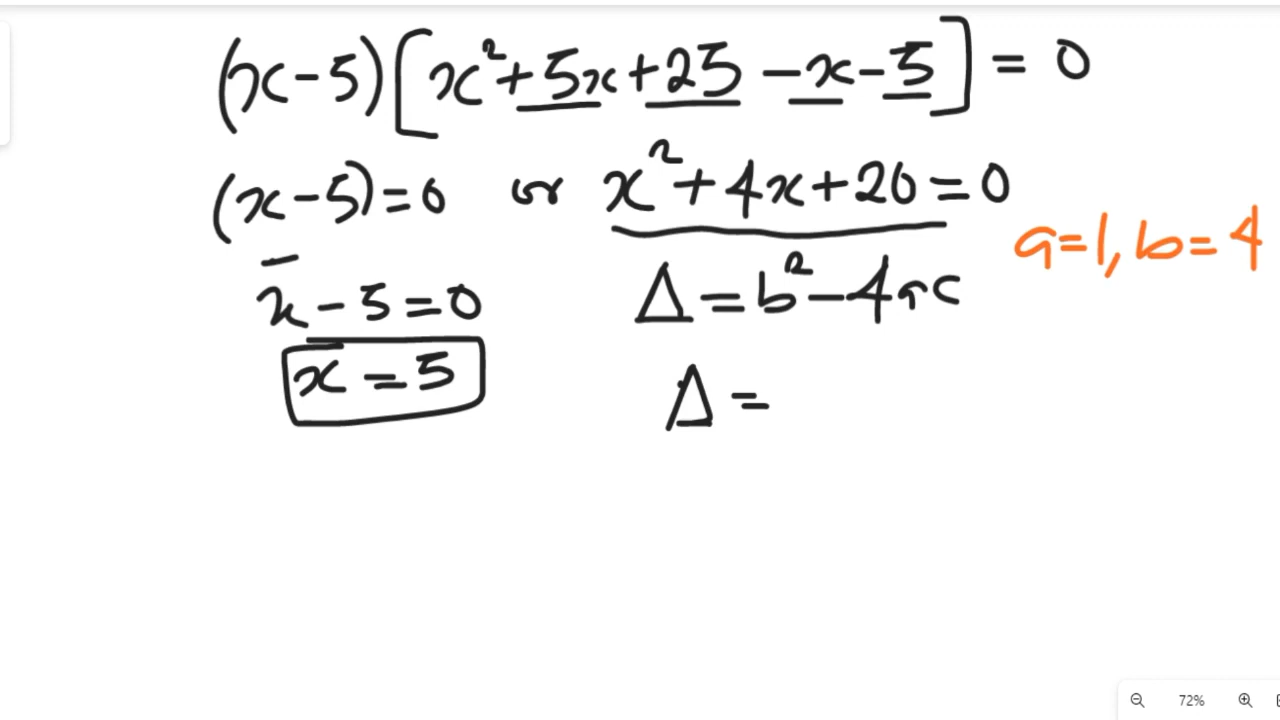 (x-5)[x²+5x+25-x-5] = 0
(x-5)=0 or x²+4x+20=0
a=1, b=4
x-5=0 Δ=b²-4ac
x=5 Δ=
72%